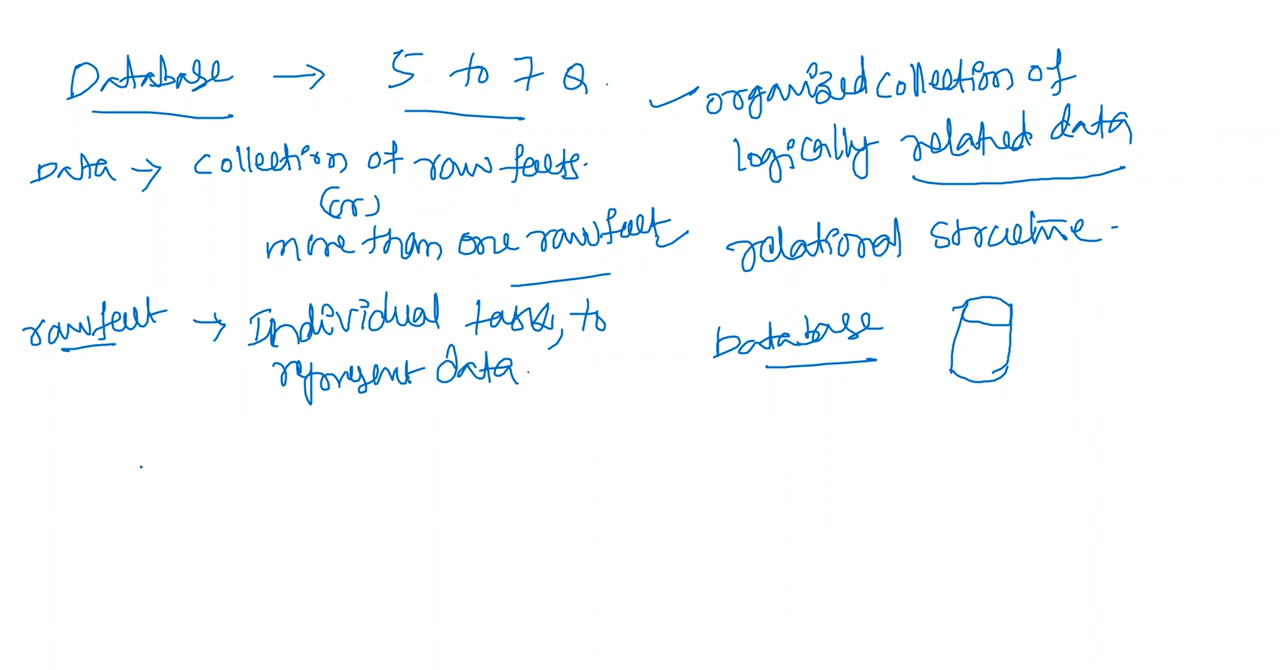 Database → 5 to 7 Q.
Data → collection of raw facts.
(or)
more than one raw fact
raw fact → Individual task, to
represent data.
✓ organized collection of
logically related data
relational structure.
Database